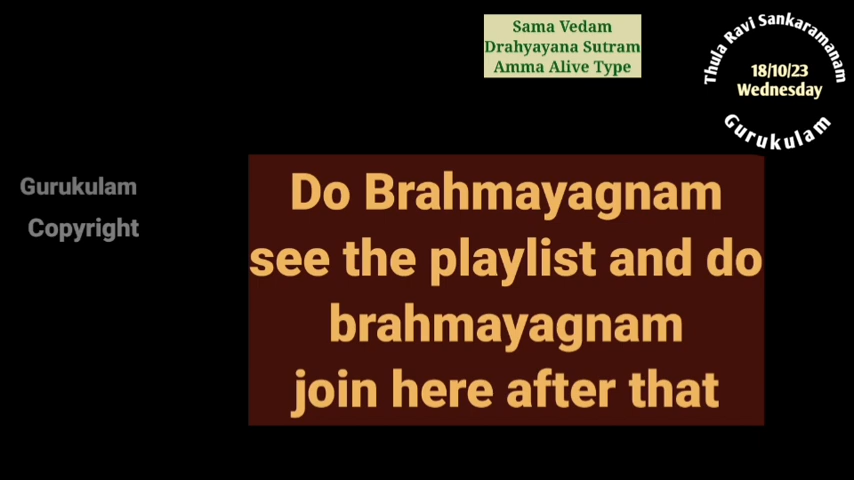 Sama Vedam
Drahyayana Sutram
Amma Alive Type
Thula Ravi Sankaramanam
18/10/23
Wednesday
Gurukulam
Gurukulam
Copyright
Do Brahmayagnam
see the playlist and do
brahmayagnam
join here after that